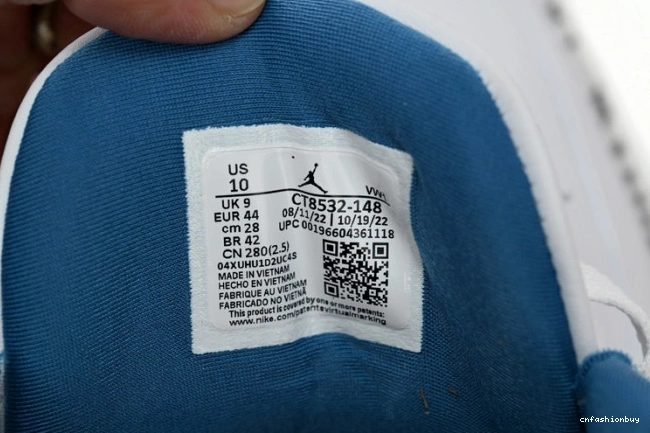 US
10
UK 9
EUR 44
cm 28
BR 42
CN 280(2.5)
04XUHU1D2UC4S
MADE IN VIETNAM
HECHO EN VIETNAM
FABRIQUE AU VIETNAM
FABRICADO NO VIETNÃ
VW1
CT8532-148
08/11/22 | 10/19/22
UPC 00196604361118
This product is covered by one or more patents:
www.nike.com/patentsvirtualmarking
cnfashionbuy